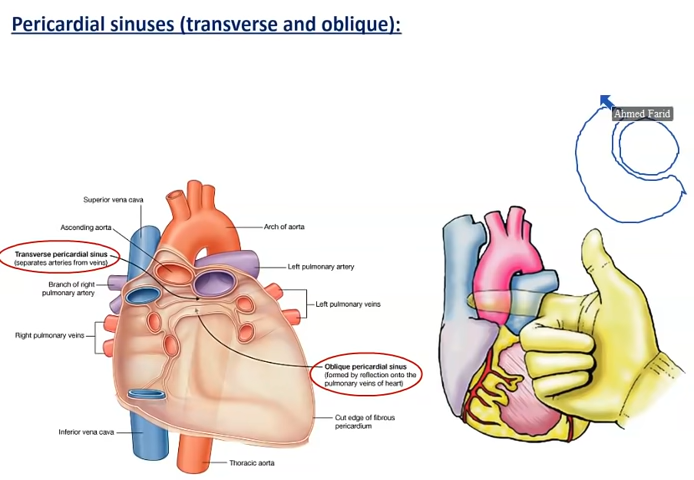 Pericardial sinuses (transverse and oblique):
Ahmed Farid
Superior vena cava
Ascending aorta
Arch of aorta
Transverse pericardial sinus
(separates arteries from veins)
Left pulmonary artery
Branch of right
pulmonary artery
Left pulmonary veins
Right pulmonary veins
Oblique pericardial sinus
(formed by reflection onto the
pulmonary veins of heart)
Cut edge of fibrous
pericardium
Inferior vena cava
Thoracic aorta